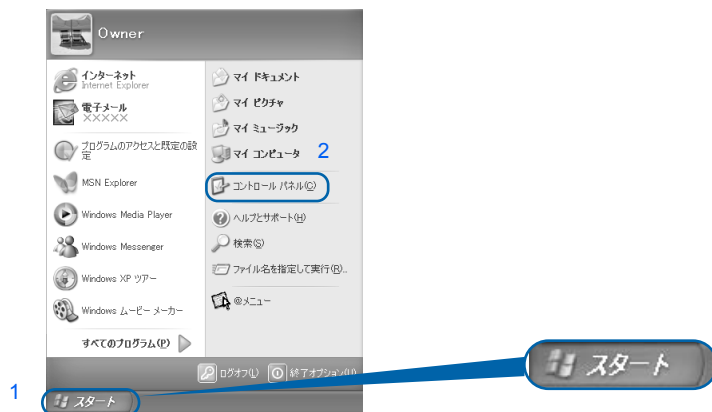 Owner
インターネット
Internet Explorer
電子メール
XXXXX
プログラムのアクセスと既定の設
定
MSN Explorer
Windows Media Player
Windows Messenger
Windows XP ツアー
Windows ムービー メーカー
すべてのプログラム(P)
マイ ドキュメント
マイ ピクチャ
マイ ミュージック
マイ コンピュータ
2
コントロール パネル(C)
ヘルプとサポート(H)
検索(S)
ファイル名を指定して実行(R)..
@メニュー
ログオフ(L)
終了オプション(U)
1
スタート
スタート